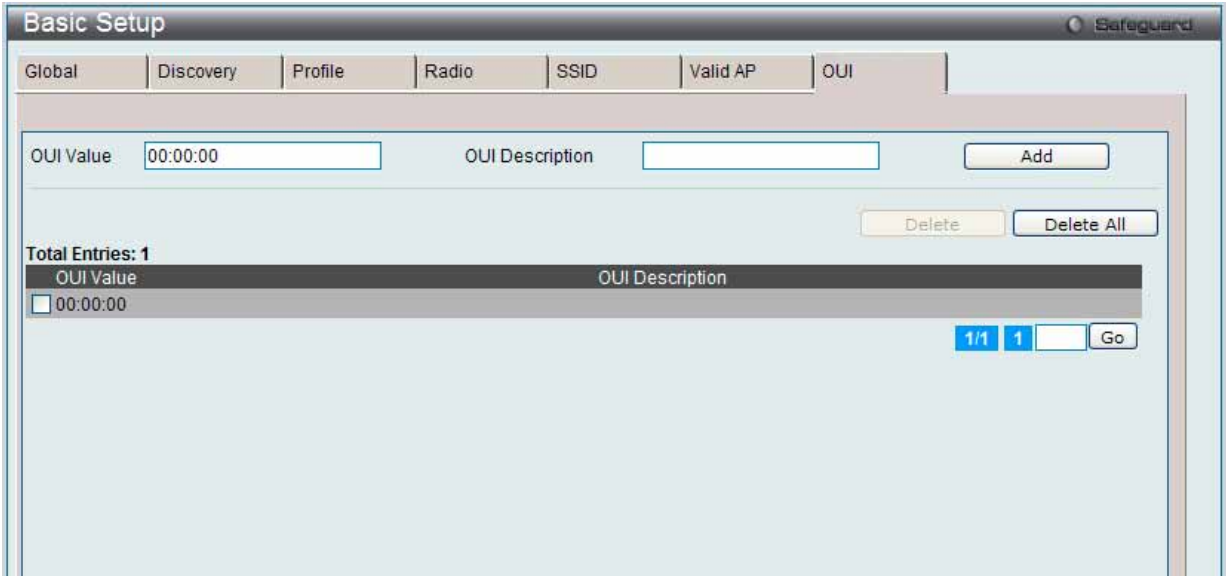 Basic Setup
Safeguard
Global Discovery Profile Radio SSID Valid AP OUI
OUI Value 00:00:00 OUI Description Add
Delete Delete All
Total Entries: 1
OUI Value OUI Description
00:00:00
1/1 1 Go